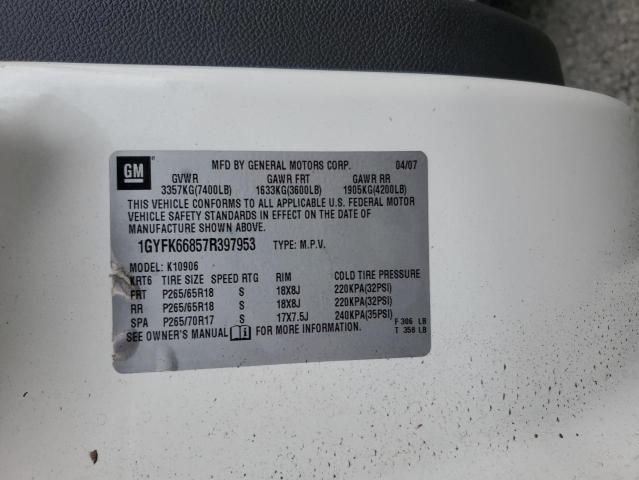 GM MFD BY GENERAL MOTORS CORP. 04/07
GVWR GAWR FRT GAWR RR
3357KG(7400LB) 1633KG(3600LB) 1905KG(4200LB)
THIS VEHICLE CONFORMS TO ALL APPLICABLE U.S. FEDERAL MOTOR
VEHICLE SAFETY STANDARDS IN EFFECT ON THE DATE OF
MANUFACTURE SHOWN ABOVE.
1GYFK66857R397953 TYPE: M.P.V.
MODEL: K10906
KRT6 TIRE SIZE SPEED RTG RIM COLD TIRE PRESSURE
FRT P265/65R18 S 18X8J 220KPA(32PSI)
RR P265/65R18 S 18X8J 220KPA(32PSI)
SPA P265/70R17 S 17X7.5J 240KPA(35PSI)
SEE OWNER'S MANUAL FOR MORE INFORMATION. F 306 LB
T 358 LB